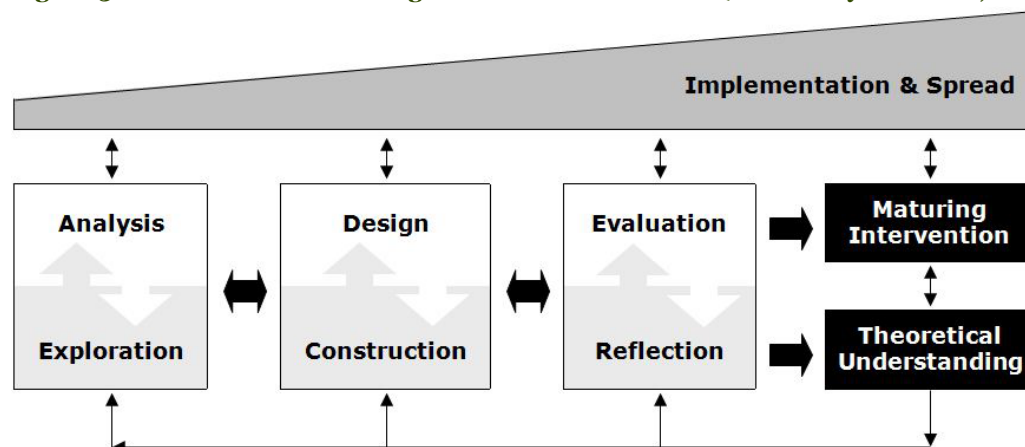 Implementation & Spread
Analysis
Exploration
Design
Construction
Evaluation
Reflection
Maturing
Intervention
Theoretical
Understanding